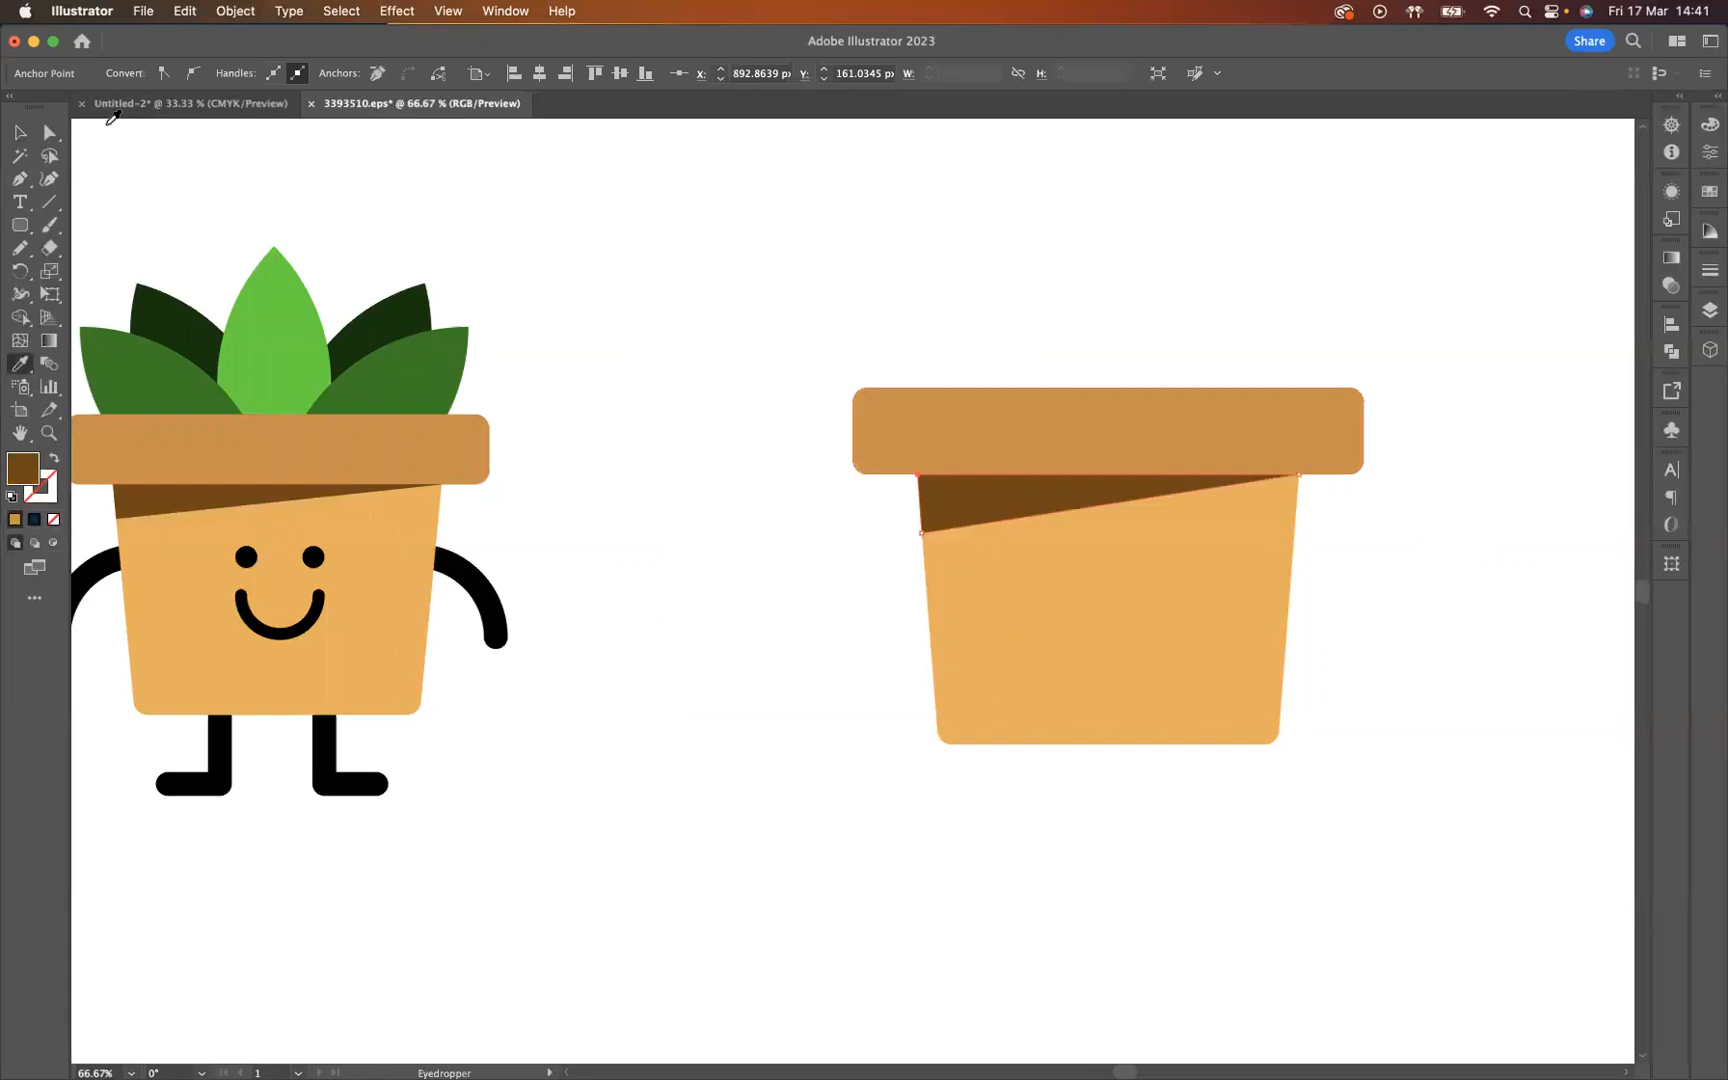 Illustrator File Edit Object Type Select Effect View Window Help Fri 17 Mar 14:41
Adobe Illustrator 2023 Share
Anchor Point Convert: Handles: Anchors: X: 892.8639 px Y: 161.0345 px W: H:
Untitled-2* @ 33.33 % (CMYK/Preview) 3393510.eps* @ 66.67 % (RGB/Preview)
66.67% 0° 1 Eyedropper